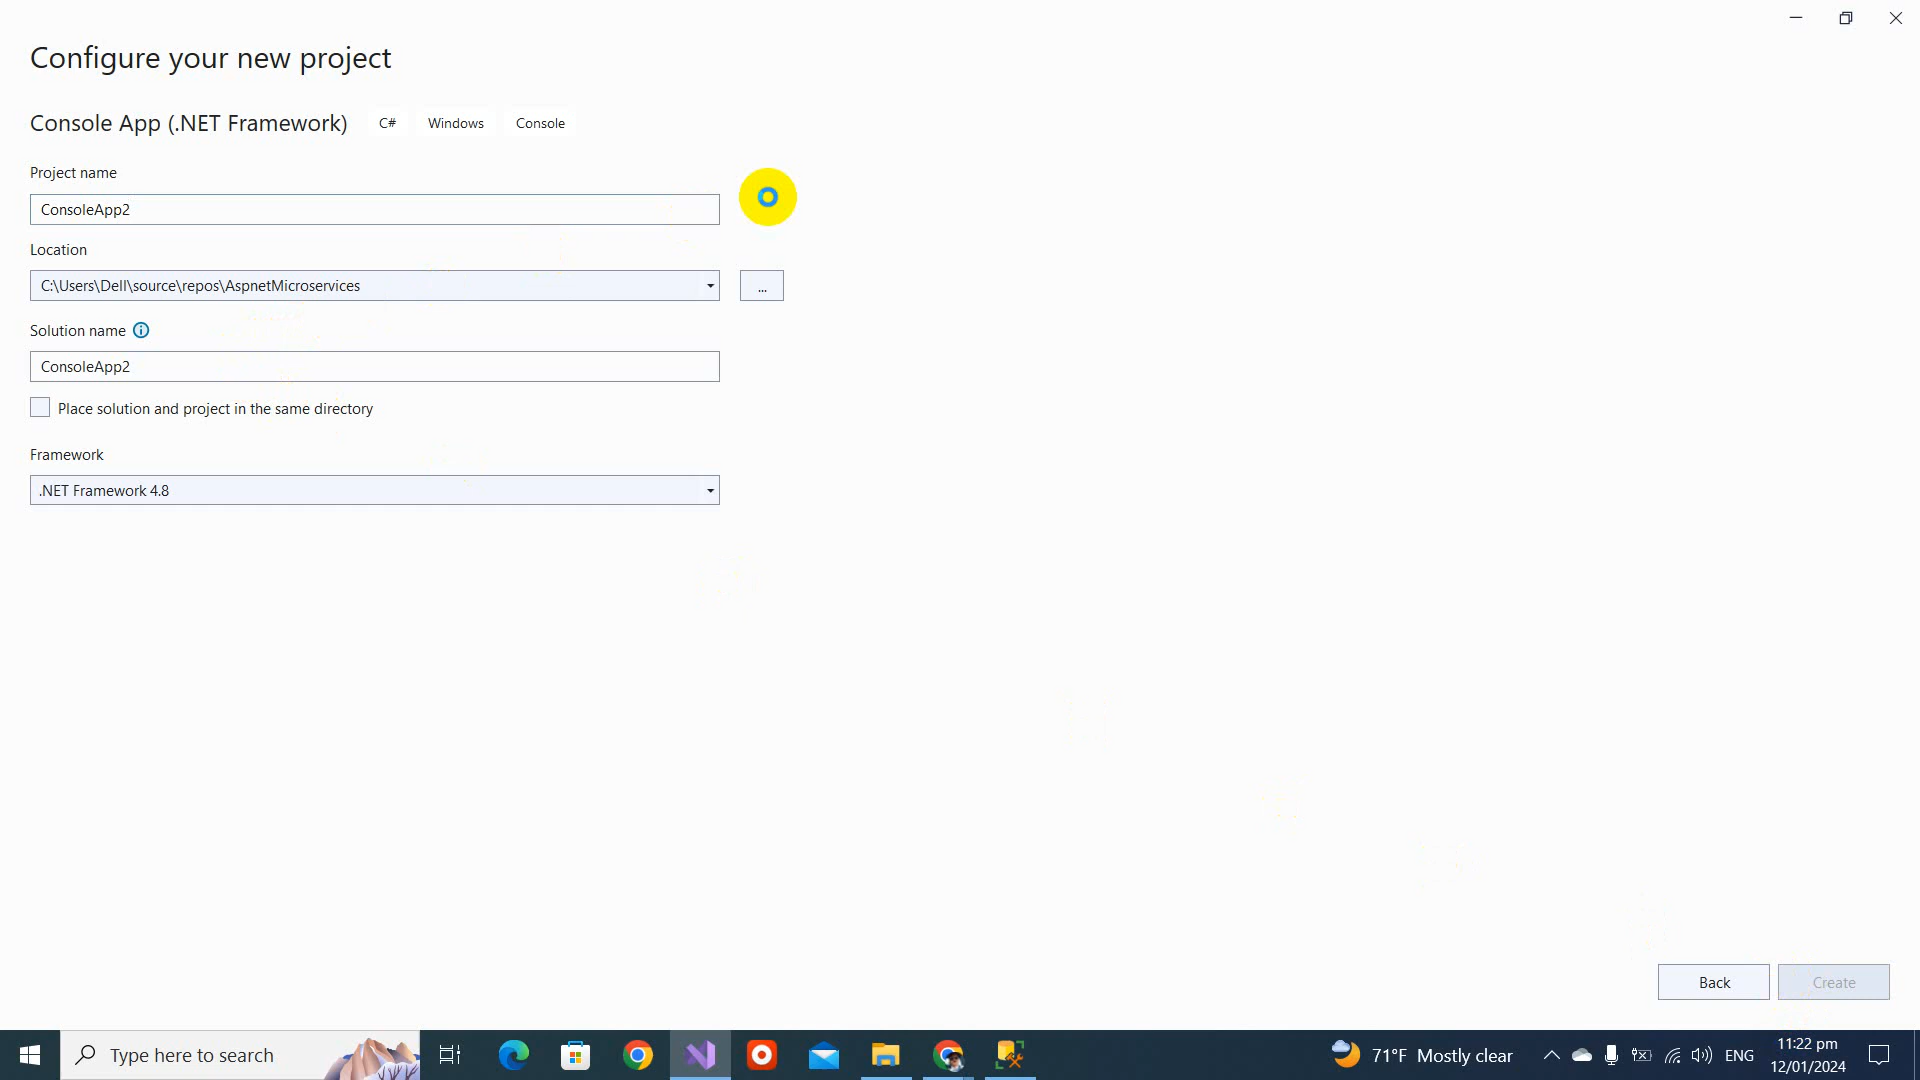 Configure your new project
Console App (.NET Framework) C# Windows Console
Project name
ConsoleApp2
Location
C:\Users\Dell\source\repos\AspnetMicroservices
...
Solution name
ConsoleApp2
Place solution and project in the same directory
Framework
.NET Framework 4.8
Back
Create
Type here to search
71°F Mostly clear
ENG
11:22 pm
12/01/2024